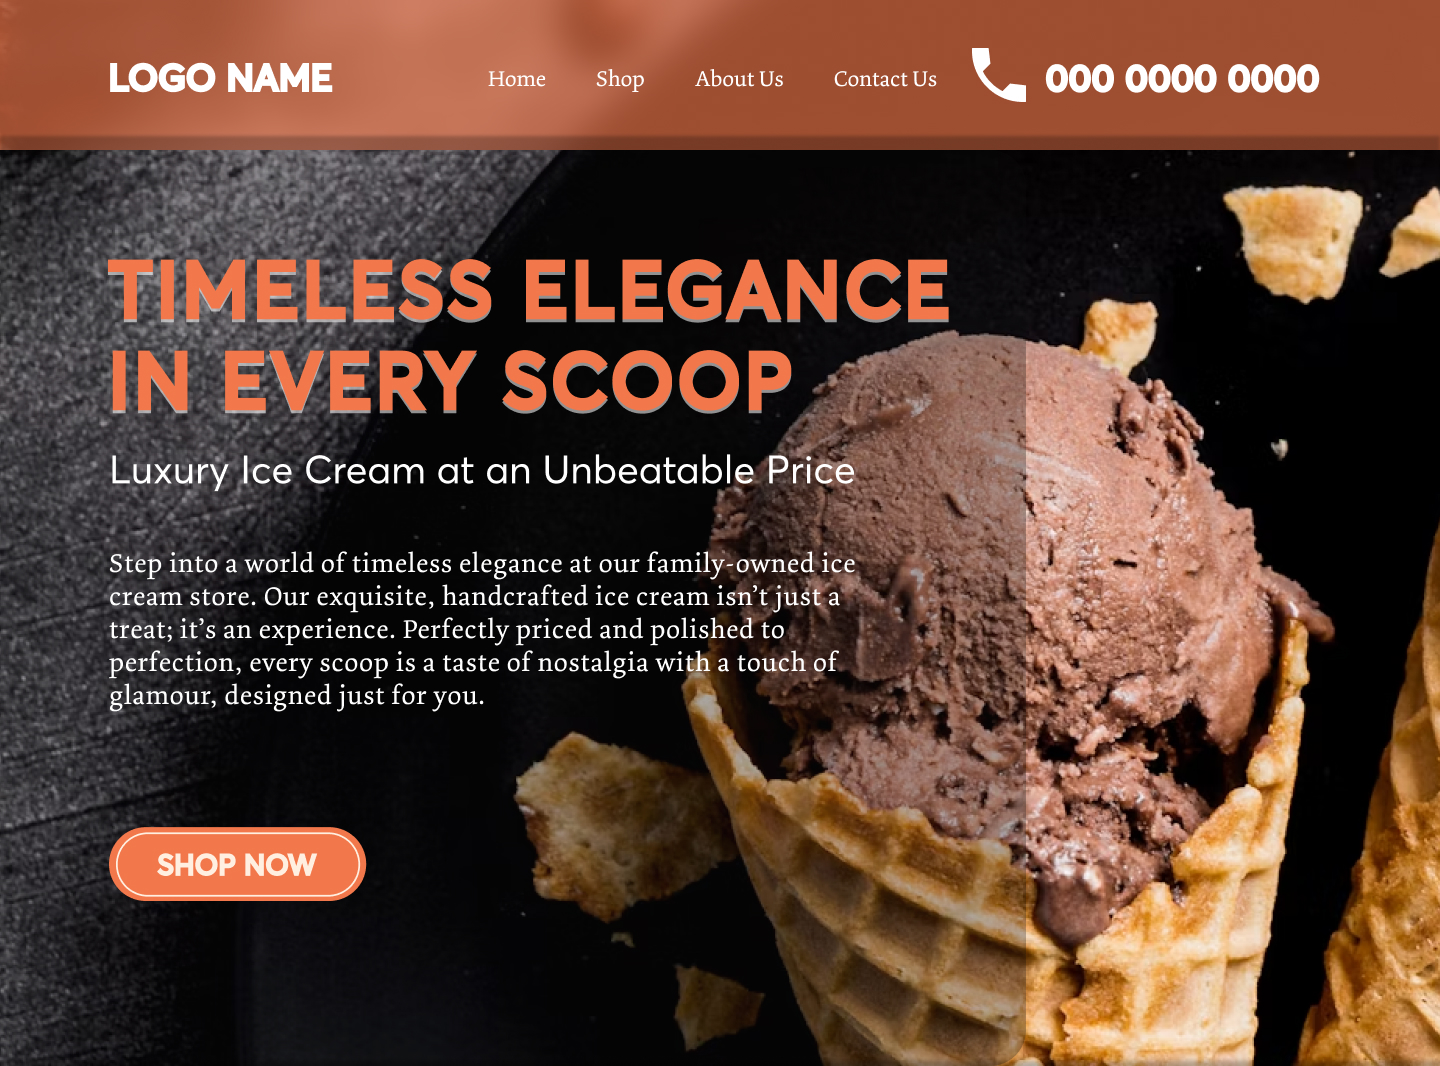 LOGO NAME
Home Shop About Us Contact Us
000 0000 0000
TIMELESS ELEGANCE
IN EVERY SCOOP
Luxury Ice Cream at an Unbeatable Price
Step into a world of timeless elegance at our family-owned ice
cream store. Our exquisite, handcrafted ice cream isn’t just a
treat; it’s an experience. Perfectly priced and polished to
perfection, every scoop is a taste of nostalgia with a touch of
glamour, designed just for you.
SHOP NOW